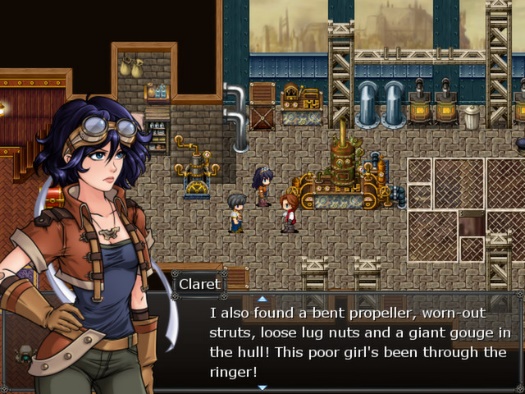 Claret
I also found a bent propeller, worn-out
struts, loose lug nuts and a giant gouge in
the hull! This poor girl's been through the
ringer!